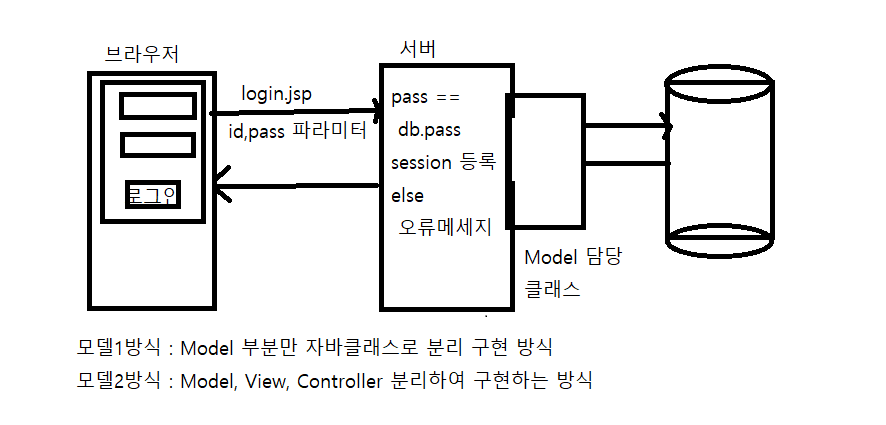 브라우저
서버
login.jsp
id,pass 파라미터
로그인
pass ==
db.pass
session 등록
else
오류메세지
Model 담당
클래스
모델1방식 : Model 부분만 자바클래스로 분리 구현 방식
모델2방식 : Model, View, Controller 분리하여 구현하는 방식